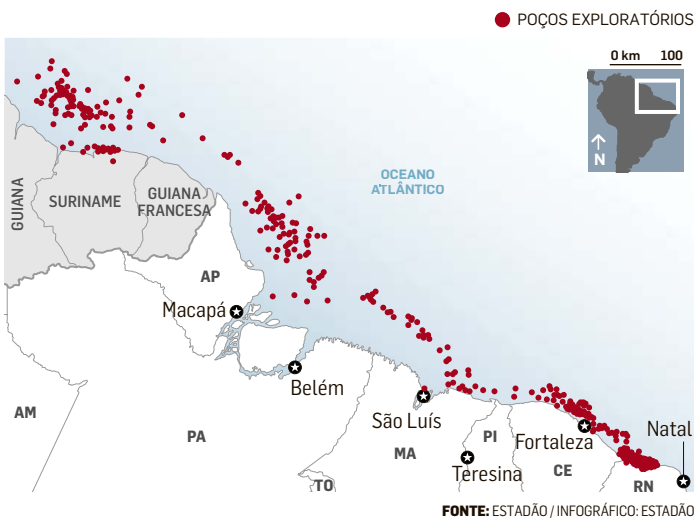 POÇOS EXPLORATÓRIOS
0 km 100
N
OCEANO
ATLÂNTICO
GUIANA
SURINAME
GUIANA
FRANCESA
AP
Macapá
Belém
AM
PA
São Luís
MA
TO
PI
Teresina
Fortaleza
CE
Natal
RN
FONTE: ESTADÃO / INFOGRÁFICO: ESTADÃO